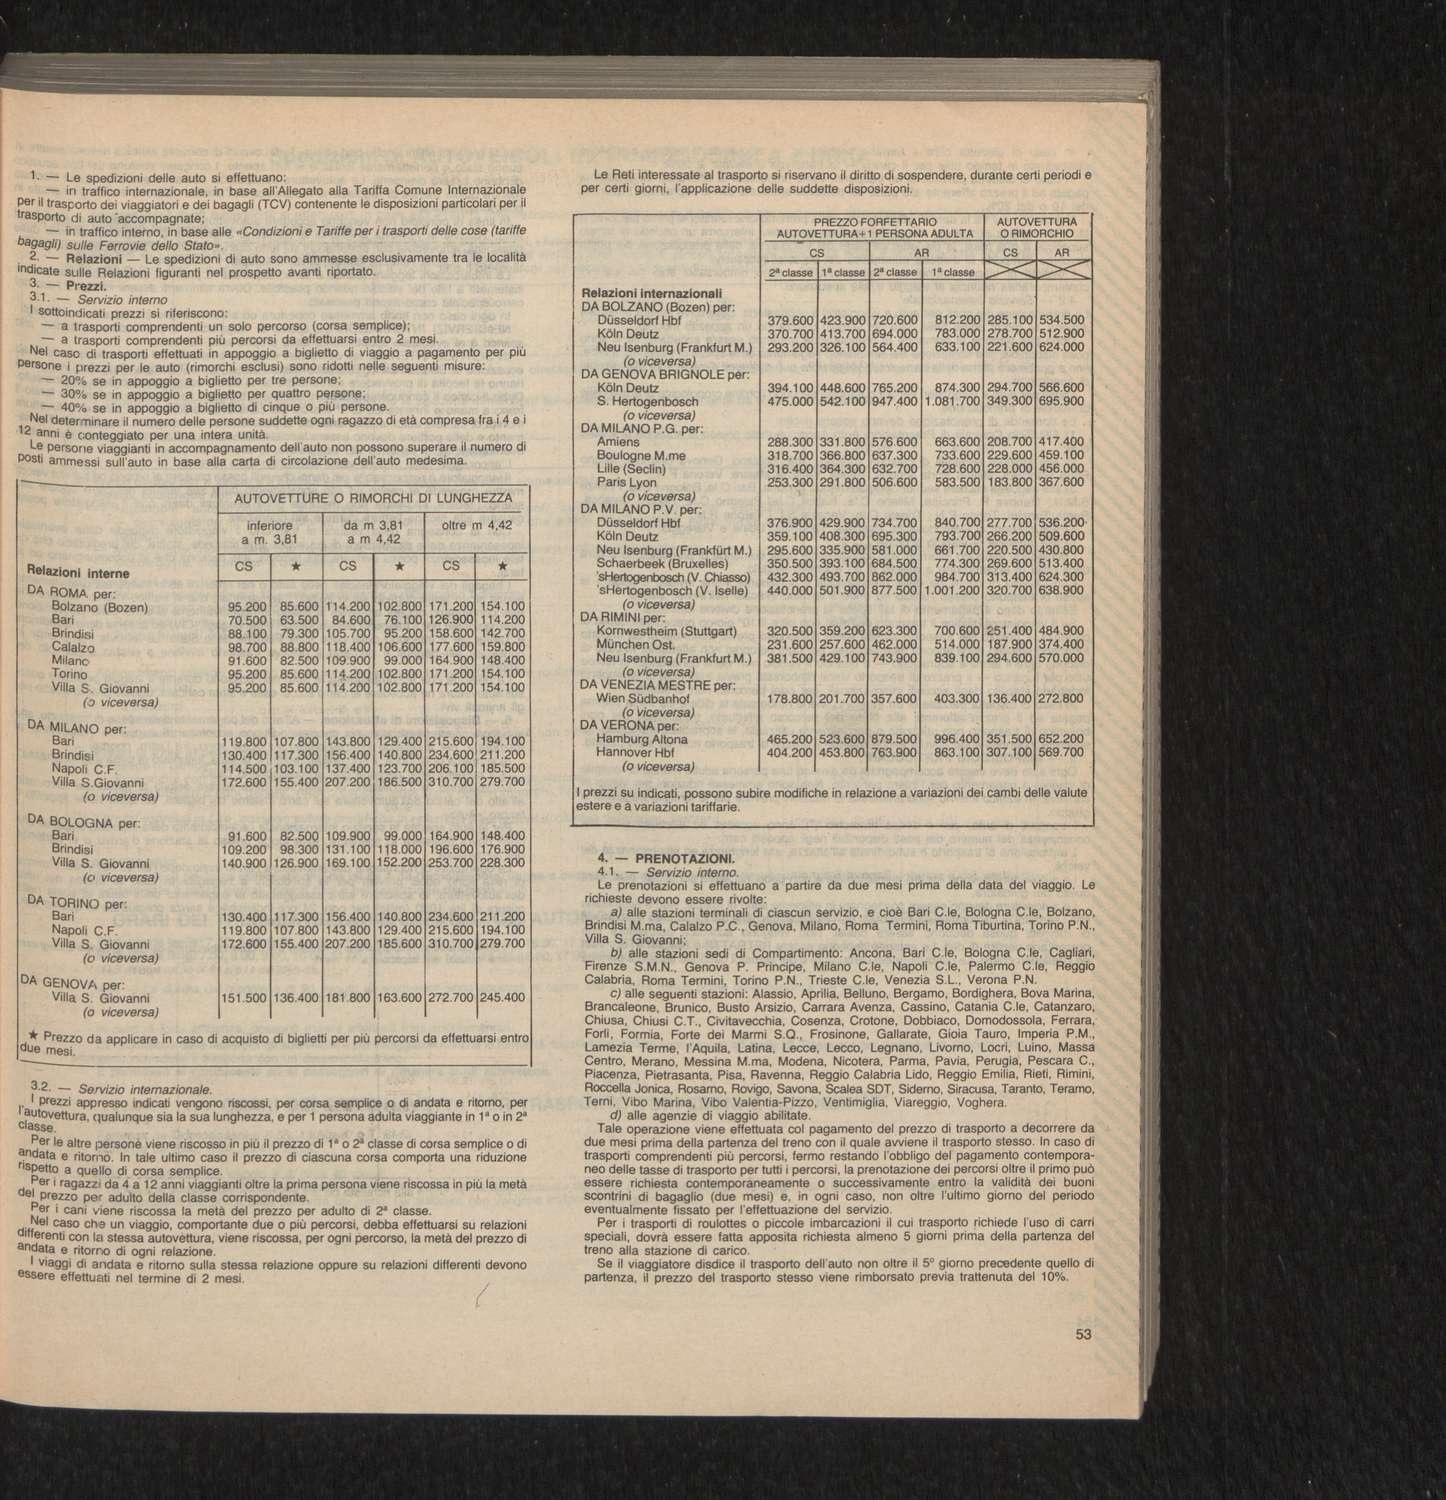 1. — Le spedizioni delle auto si effettuano:
— in traffico internazionale, in base all'Allegato alla Tariffa Comune Internazionale
per il trasporto dei viaggiatori e dei bagagli (TCV) contenente le disposizioni particolari per il
trasporto di auto accompagnate;
— in traffico interno, in base alle «Condizioni e Tariffe per i trasporti delle cose (tariffe
bagagli) sulle Ferrovie dello Stato».
2. — Relazioni — Le spedizioni di auto sono ammesse esclusivamente tra le località
indicate sulle Relazioni figuranti nel prospetto avanti riportato.
3. — Prezzi.
3.1. — Servizio interno
I sottoindicati prezzi si riferiscono:
— a trasporti comprendenti un solo percorso (corsa semplice);
— a trasporti comprendenti più percorsi da effettuarsi entro 2 mesi.
Nel caso di trasporti effettuati in appoggio a biglietto di viaggio a pagamento per più
persone i prezzi per le auto (rimorchi esclusi) sono ridotti nelle seguenti misure:
— 20% se in appoggio a biglietto per tre persone;
— 30% se in appoggio a biglietto per quattro persone;
— 40% se in appoggio a biglietto di cinque o più persone.
Nel determinare il numero delle persone suddette ogni ragazzo di età compresa fra i 4 e i
12 anni è conteggiato per una intera unità.
Le persone viaggianti in accompagnamento dell'auto non possono superare il numero di
posti ammessi sull'auto in base alla carta di circolazione dell'auto medesima.
AUTOVETTURE O RIMORCHI DI LUNGHEZZA
inferiore a m. 3,81 da m 3,81 a m 4,42 oltre m 4,42
Relazioni interne CS ★ CS ★ CS ★
DA ROMA per:
Bolzano (Bozen) 95.200 85.600 114.200 102.800 171.200 154.100
Bari 70.500 63.500 84.600 76.100 126.900 114.200
Brindisi 88.100 79.300 105.700 95.200 158.600 142.700
Calalzo 98.700 88.800 118.400 106.600 177.600 159.800
Milano 91.600 82.500 109.900 99.000 164.900 148.400
Torino 95.200 85.600 114.200 102.800 171.200 154.100
Villa S. Giovanni 95.200 85.600 114.200 102.800 171.200 154.100
(o viceversa)
DA MILANO per:
Bari 119.800 107.800 143.800 129.400 215.600 194.100
Brindisi 130.400 117.300 156.400 140.800 234.600 211.200
Napoli C.F. 114.500 103.100 137.400 123.700 206.100 185.500
Villa S.Giovanni 172.600 155.400 207.200 186.500 310.700 279.700
(o viceversa)
DA BOLOGNA per:
Bari 91.600 82.500 109.900 99.000 164.900 148.400
Brindisi 109.200 98.300 131.100 118.000 196.600 176.900
Villa S. Giovanni 140.900 126.900 169.100 152.200 253.700 228.300
(o viceversa)
DA TORINO per:
Bari 130.400 117.300 156.400 140.800 234.600 211.200
Napoli C.F. 119.800 107.800 143.800 129.400 215.600 194.100
Villa S. Giovanni 172.600 155.400 207.200 185.600 310.700 279.700
(o viceversa)
DA GENOVA per:
Villa S. Giovanni 151.500 136.400 181.800 163.600 272.700 245.400
(o viceversa)
★ Prezzo da applicare in caso di acquisto di biglietti per più percorsi da effettuarsi entro
due mesi.
3.2. — Servizio internazionale.
I prezzi appresso indicati vengono riscossi, per corsa semplice o di andata e ritorno, per
l'autovettura, qualunque sia la sua lunghezza, e per 1 persona adulta viaggiante in 1ª o in 2ª
classe.
Per le altre persone viene riscosso in più il prezzo di 1ª o 2ª classe di corsa semplice o di
andata e ritorno. In tale ultimo caso il prezzo di ciascuna corsa comporta una riduzione
rispetto a quello di corsa semplice.
Per i ragazzi da 4 a 12 anni viaggianti oltre la prima persona viene riscossa in più la metà
del prezzo per adulto della classe corrispondente.
Per i cani viene riscossa la metà del prezzo per adulto di 2ª classe.
Nel caso che un viaggio, comportante due o più percorsi, debba effettuarsi su relazioni
differenti con la stessa autovettura, viene riscossa, per ogni percorso, la metà del prezzo di
andata e ritorno di ogni relazione.
I viaggi di andata e ritorno sulla stessa relazione oppure su relazioni differenti devono
essere effettuati nel termine di 2 mesi.
Le Reti interessate al trasporto si riservano il diritto di sospendere, durante certi periodi e
per certi giorni, l'applicazione delle suddette disposizioni.
PREZZO FORFETTARIO AUTOVETTURA+1 PERSONA ADULTA AUTOVETTURA O RIMORCHIO
CS AR CS AR
2ª classe 1ª classe 2ª classe 1ª classe
Relazioni internazionali
DA BOLZANO (Bozen) per:
Düsseldorf Hbf 379.600 423.900 720.600 812.200 285.100 534.500
Köln Deutz 370.700 413.700 694.000 783.000 278.700 512.900
Neu Isenburg (Frankfurt M.) 293.200 326.100 564.400 633.100 221.600 624.000
(o viceversa)
DA GENOVA BRIGNOLE per:
Köln Deutz 394.100 448.600 765.200 874.300 294.700 566.600
S. Hertogenbosch 475.000 542.100 947.400 1.081.700 349.300 695.900
(o viceversa)
DA MILANO P.G. per:
Amiens 288.300 331.800 576.600 663.600 208.700 417.400
Boulogne M.me 318.700 366.800 637.300 733.600 229.600 459.100
Lille (Seclin) 316.400 364.300 632.700 728.600 228.000 456.000
Paris Lyon 253.300 291.800 506.600 583.500 183.800 367.600
(o viceversa)
DA MILANO P.V. per:
Düsseldorf Hbf 376.900 429.900 734.700 840.700 277.700 536.200
Köln Deutz 359.100 408.300 695.300 793.700 266.200 509.600
Neu Isenburg (Frankfürt M.) 295.600 335.900 581.000 661.700 220.500 430.800
Schaerbeek (Bruxelles) 350.500 393.100 684.500 774.300 269.600 513.400
'sHertogenbosch (V. Chiasso) 432.300 493.700 862.000 984.700 313.400 624.300
'sHertogenbosch (V. Iselle) 440.000 501.900 877.500 1.001.200 320.700 638.900
(o viceversa)
DA RIMINI per:
Kornwestheim (Stuttgart) 320.500 359.200 623.300 700.600 251.400 484.900
München Ost. 231.600 257.600 462.000 514.000 187.900 374.400
Neu Isenburg (Frankfurt M.) 381.500 429.100 743.900 839.100 294.600 570.000
(o viceversa)
DA VENEZIA MESTRE per:
Wien Südbanhof 178.800 201.700 357.600 403.300 136.400 272.800
(o viceversa)
DA VERONA per:
Hamburg Altona 465.200 523.600 879.500 996.400 351.500 652.200
Hannover Hbf 404.200 453.800 763.900 863.100 307.100 569.700
(o viceversa)
I prezzi su indicati, possono subire modifiche in relazione a variazioni dei cambi delle valute
estere e a variazioni tariffarie.
4. — PRENOTAZIONI.
4.1. — Servizio interno.
Le prenotazioni si effettuano a partire da due mesi prima della data del viaggio. Le
richieste devono essere rivolte:
a) alle stazioni terminali di ciascun servizio, e cioè Bari C.le, Bologna C.le, Bolzano,
Brindisi M.ma, Calalzo P.C., Genova, Milano, Roma Termini, Roma Tiburtina, Torino P.N.,
Villa S. Giovanni;
b) alle stazioni sedi di Compartimento: Ancona, Bari C.le, Bologna C.le, Cagliari,
Firenze S.M.N., Genova P. Principe, Milano C.le, Napoli C.le, Palermo C.le, Reggio
Calabria, Roma Termini, Torino P.N., Trieste C.le, Venezia S.L., Verona P.N.
c) alle seguenti stazioni: Alassio, Aprilia, Belluno, Bergamo, Bordighera, Bova Marina,
Brancaleone, Brunico, Busto Arsizio, Carrara Avenza, Cassino, Catania C.le, Catanzaro,
Chiusa, Chiusi C.T., Civitavecchia, Cosenza, Crotone, Dobbiaco, Domodossola, Ferrara,
Forlì, Formia, Forte dei Marmi S.Q., Frosinone, Gallarate, Gioia Tauro, Imperia P.M.,
Lamezia Terme, l'Aquila, Latina, Lecce, Lecco, Legnano, Livorno, Locri, Luino, Massa
Centro, Merano, Messina M.ma, Modena, Nicotera, Parma, Pavia, Perugia, Pescara C.,
Piacenza, Pietrasanta, Pisa, Ravenna, Reggio Calabria Lido, Reggio Emilia, Rieti, Rimini,
Roccella Jonica, Rosarno, Rovigo, Savona, Scalea SDT, Siderno, Siracusa, Taranto, Teramo,
Terni, Vibo Marina, Vibo Valentia-Pizzo, Ventimiglia, Viareggio, Voghera.
d) alle agenzie di viaggio abilitate.
Tale operazione viene effettuata col pagamento del prezzo di trasporto a decorrere da
due mesi prima della partenza del treno con il quale avviene il trasporto stesso. In caso di
trasporti comprendenti più percorsi, fermo restando l'obbligo del pagamento contempora-
neo delle tasse di trasporto per tutti i percorsi, la prenotazione dei percorsi oltre il primo può
essere richiesta contemporaneamente o successivamente entro la validità dei buoni
scontrini di bagaglio (due mesi) e, in ogni caso, non oltre l'ultimo giorno del periodo
eventualmente fissato per l'effettuazione del servizio.
Per i trasporti di roulottes o piccole imbarcazioni il cui trasporto richiede l'uso di carri
speciali, dovrà essere fatta apposita richiesta almeno 5 giorni prima della partenza del
treno alla stazione di carico.
Se il viaggiatore disdice il trasporto dell'auto non oltre il 5º giorno precedente quello di
partenza, il prezzo del trasporto stesso viene rimborsato previa trattenuta del 10%.
53